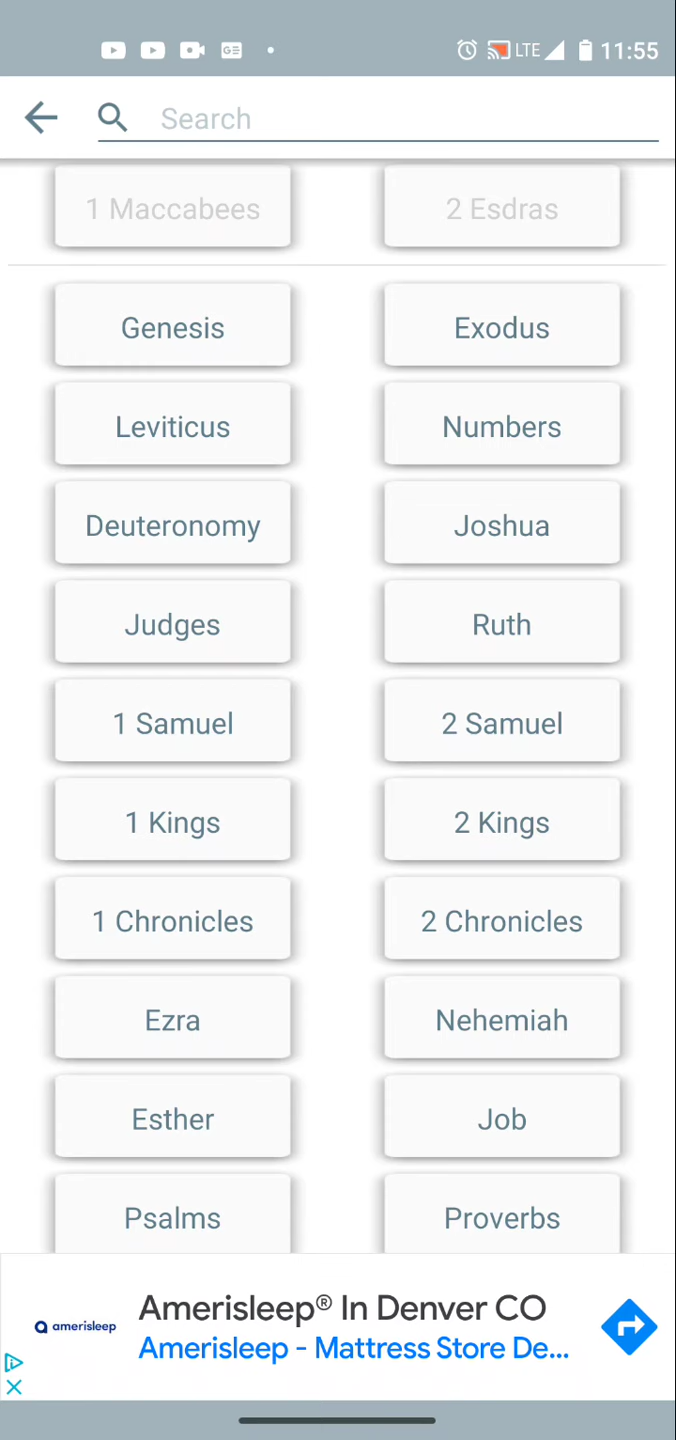 LTE 11:55
Search
1 Maccabees 2 Esdras
Genesis Exodus
Leviticus Numbers
Deuteronomy Joshua
Judges Ruth
1 Samuel 2 Samuel
1 Kings 2 Kings
1 Chronicles 2 Chronicles
Ezra Nehemiah
Esther Job
Psalms Proverbs
amerisleep
Amerisleep® In Denver CO
Amerisleep - Mattress Store De...